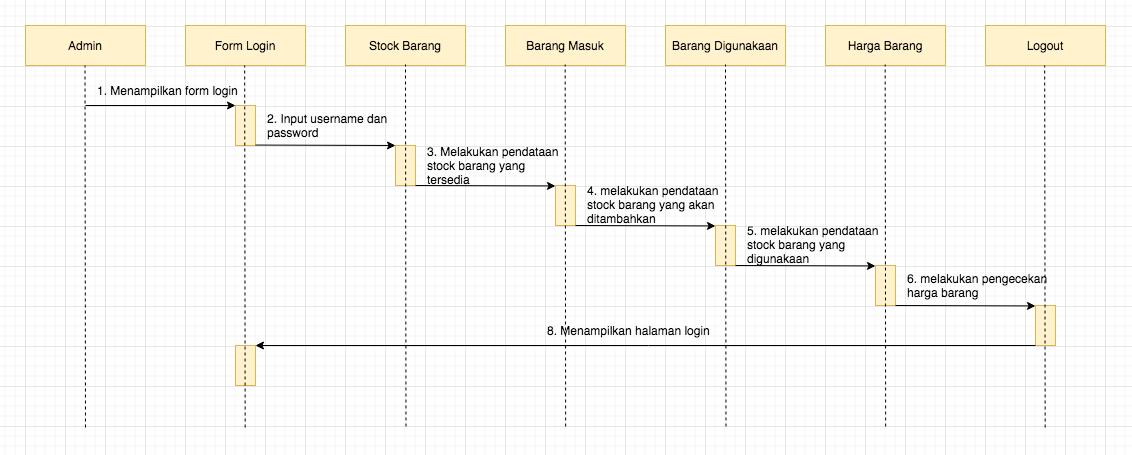 Admin
Form Login
Stock Barang
Barang Masuk
Barang Digunakaan
Harga Barang
Logout
1. Menampilkan form login
2. Input username dan
password
3. Melakukan pendataan
stock barang yang
tersedia
4. melakukan pendataan
stock barang yang akan
ditambahkan
5. melakukan pendataan
stock barang yang
digunakaan
6. melakukan pengecekan
harga barang
8. Menampilkan halaman login